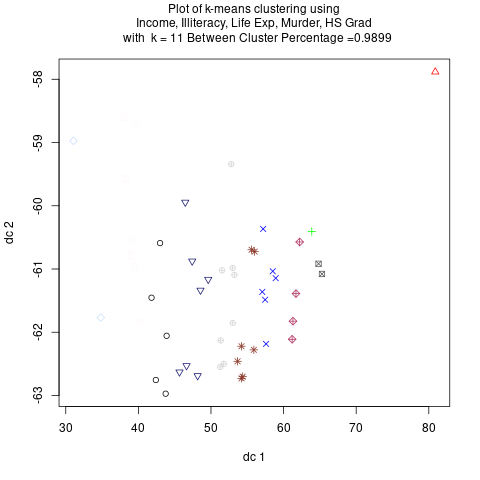 Plot of k-means clustering using
Income, Illiteracy, Life Exp, Murder, HS Grad
with k = 11 Between Cluster Percentage =0.9899
-58
-59
-60
-61
-62
-63
dc 2
30 40 50 60 70 80
dc 1